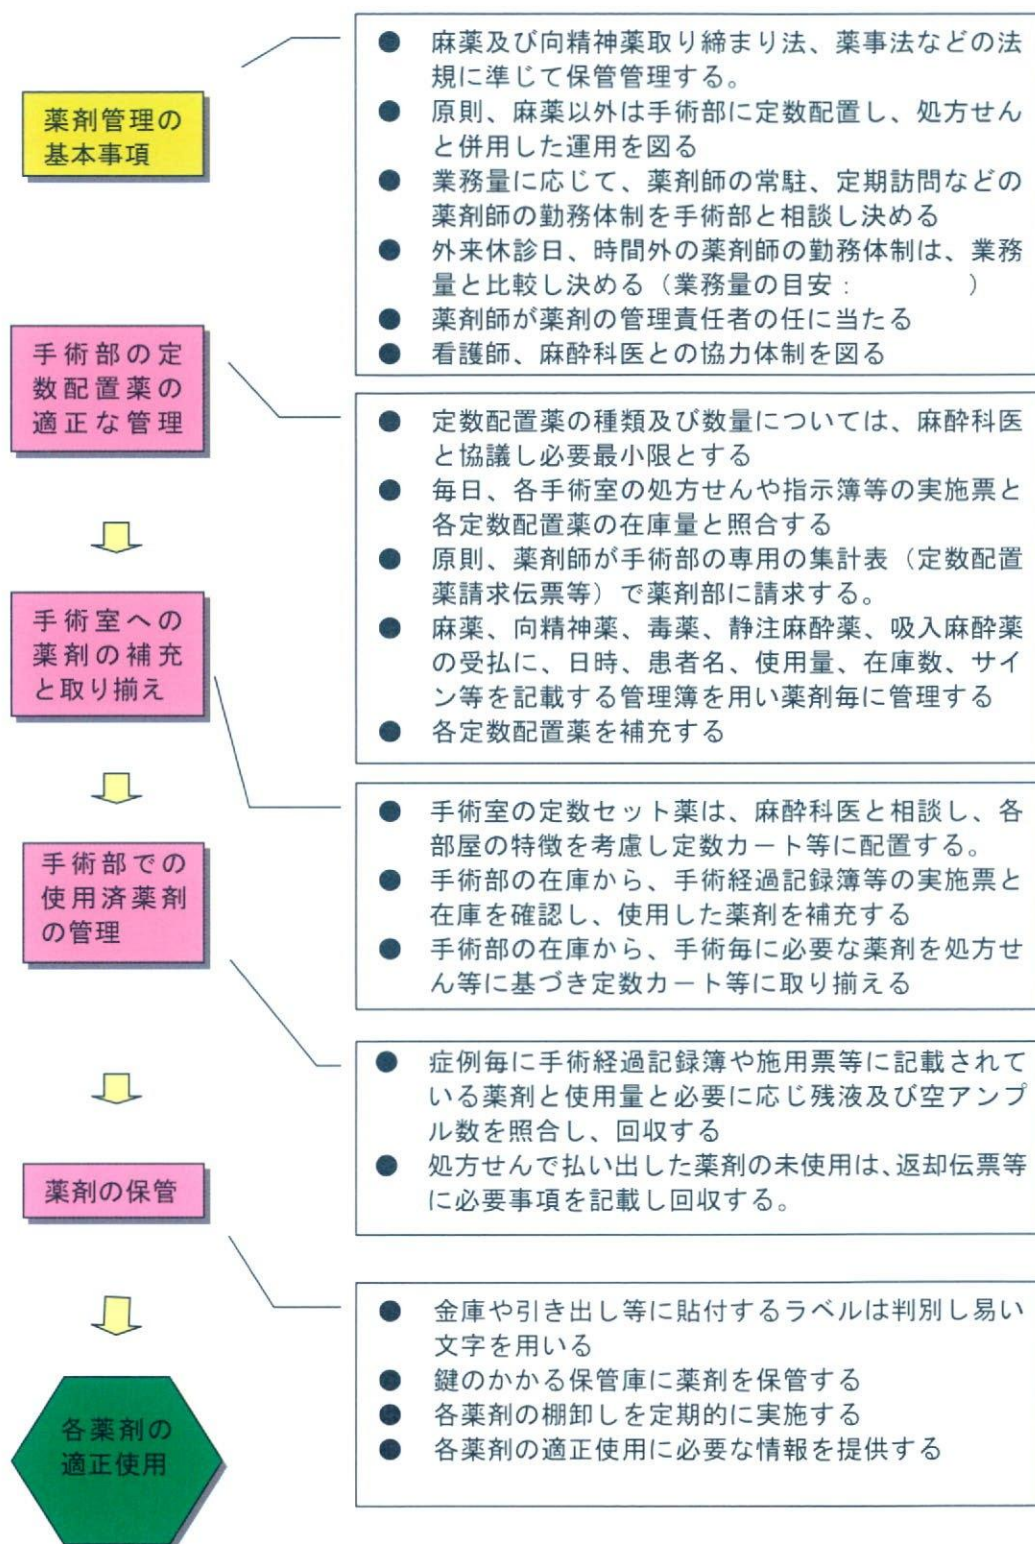 薬剤管理の
基本事項
● 麻薬及び向精神薬取り締まり法、薬事法などの法
規に準じて保管管理する。
● 原則、麻薬以外は手術部に定数配置し、処方せん
と併用した運用を図る
● 業務量に応じて、薬剤師の常駐、定期訪問などの
薬剤師の勤務体制を手術部と相談し決める
● 外来休診日、時間外の薬剤師の勤務体制は、業務
量と比較し決める（業務量の目安：　　　　　）
● 薬剤師が薬剤の管理責任者の任に当たる
● 看護師、麻酔科医との協力体制を図る
手術部の定
数配置薬の
適正な管理
● 定数配置薬の種類及び数量については、麻酔科医
と協議し必要最小限とする
● 毎日、各手術室の処方せんや指示簿等の実施票と
各定数配置薬の在庫量と照合する
● 原則、薬剤師が手術部の専用の集計表（定数配置
薬請求伝票等）で薬剤部に請求する。
● 麻薬、向精神薬、毒薬、静注麻酔薬、吸入麻酔薬
の受払に、日時、患者名、使用量、在庫数、サイ
ン等を記載する管理簿を用い薬剤毎に管理する
● 各定数配置薬を補充する
手術室への
薬剤の補充
と取り揃え
● 手術室の定数セット薬は、麻酔科医と相談し、各
部屋の特徴を考慮し定数カート等に配置する。
● 手術部の在庫から、手術経過記録簿等の実施票と
在庫を確認し、使用した薬剤を補充する
● 手術部の在庫から、手術毎に必要な薬剤を処方せ
ん等に基づき定数カート等に取り揃える
手術部での
使用済薬剤
の管理
● 症例毎に手術経過記録簿や施用票等に記載されて
いる薬剤と使用量と必要に応じ残液及び空アンプ
ル数を照合し、回収する
● 処方せんで払い出した薬剤の未使用は、返却伝票等
に必要事項を記載し回収する。
薬剤の保管
● 金庫や引き出し等に貼付するラベルは判別し易い
文字を用いる
● 鍵のかかる保管庫に薬剤を保管する
● 各薬剤の棚卸しを定期的に実施する
● 各薬剤の適正使用に必要な情報を提供する
各薬剤の
適正使用